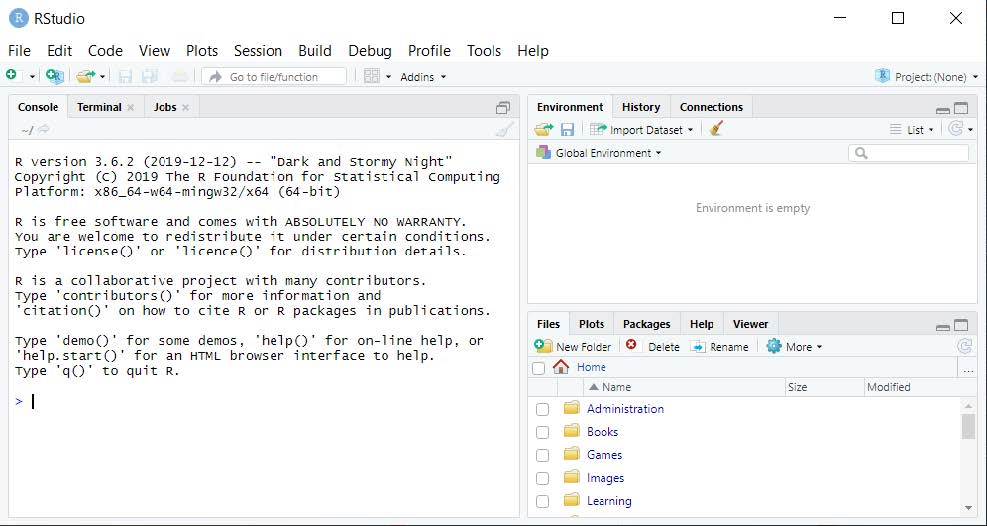 RStudio
File Edit Code View Plots Session Build Debug Profile Tools Help
Go to file/function Addins Project: (None)
Console Terminal Jobs
~/
R version 3.6.2 (2019-12-12) -- "Dark and Stormy Night"
Copyright (C) 2019 The R Foundation for Statistical Computing
Platform: x86_64-w64-mingw32/x64 (64-bit)
R is free software and comes with ABSOLUTELY NO WARRANTY.
You are welcome to redistribute it under certain conditions.
Type 'license()' or 'licence()' for distribution details.
R is a collaborative project with many contributors.
Type 'contributors()' for more information and
'citation()' on how to cite R or R packages in publications.
Type 'demo()' for some demos, 'help()' for on-line help, or
'help.start()' for an HTML browser interface to help.
Type 'q()' to quit R.
>
Environment History Connections
Import Dataset List
Global Environment
Environment is empty
Files Plots Packages Help Viewer
New Folder Delete Rename More
Home ...
Name Size Modified
Administration
Books
Games
Images
Learning